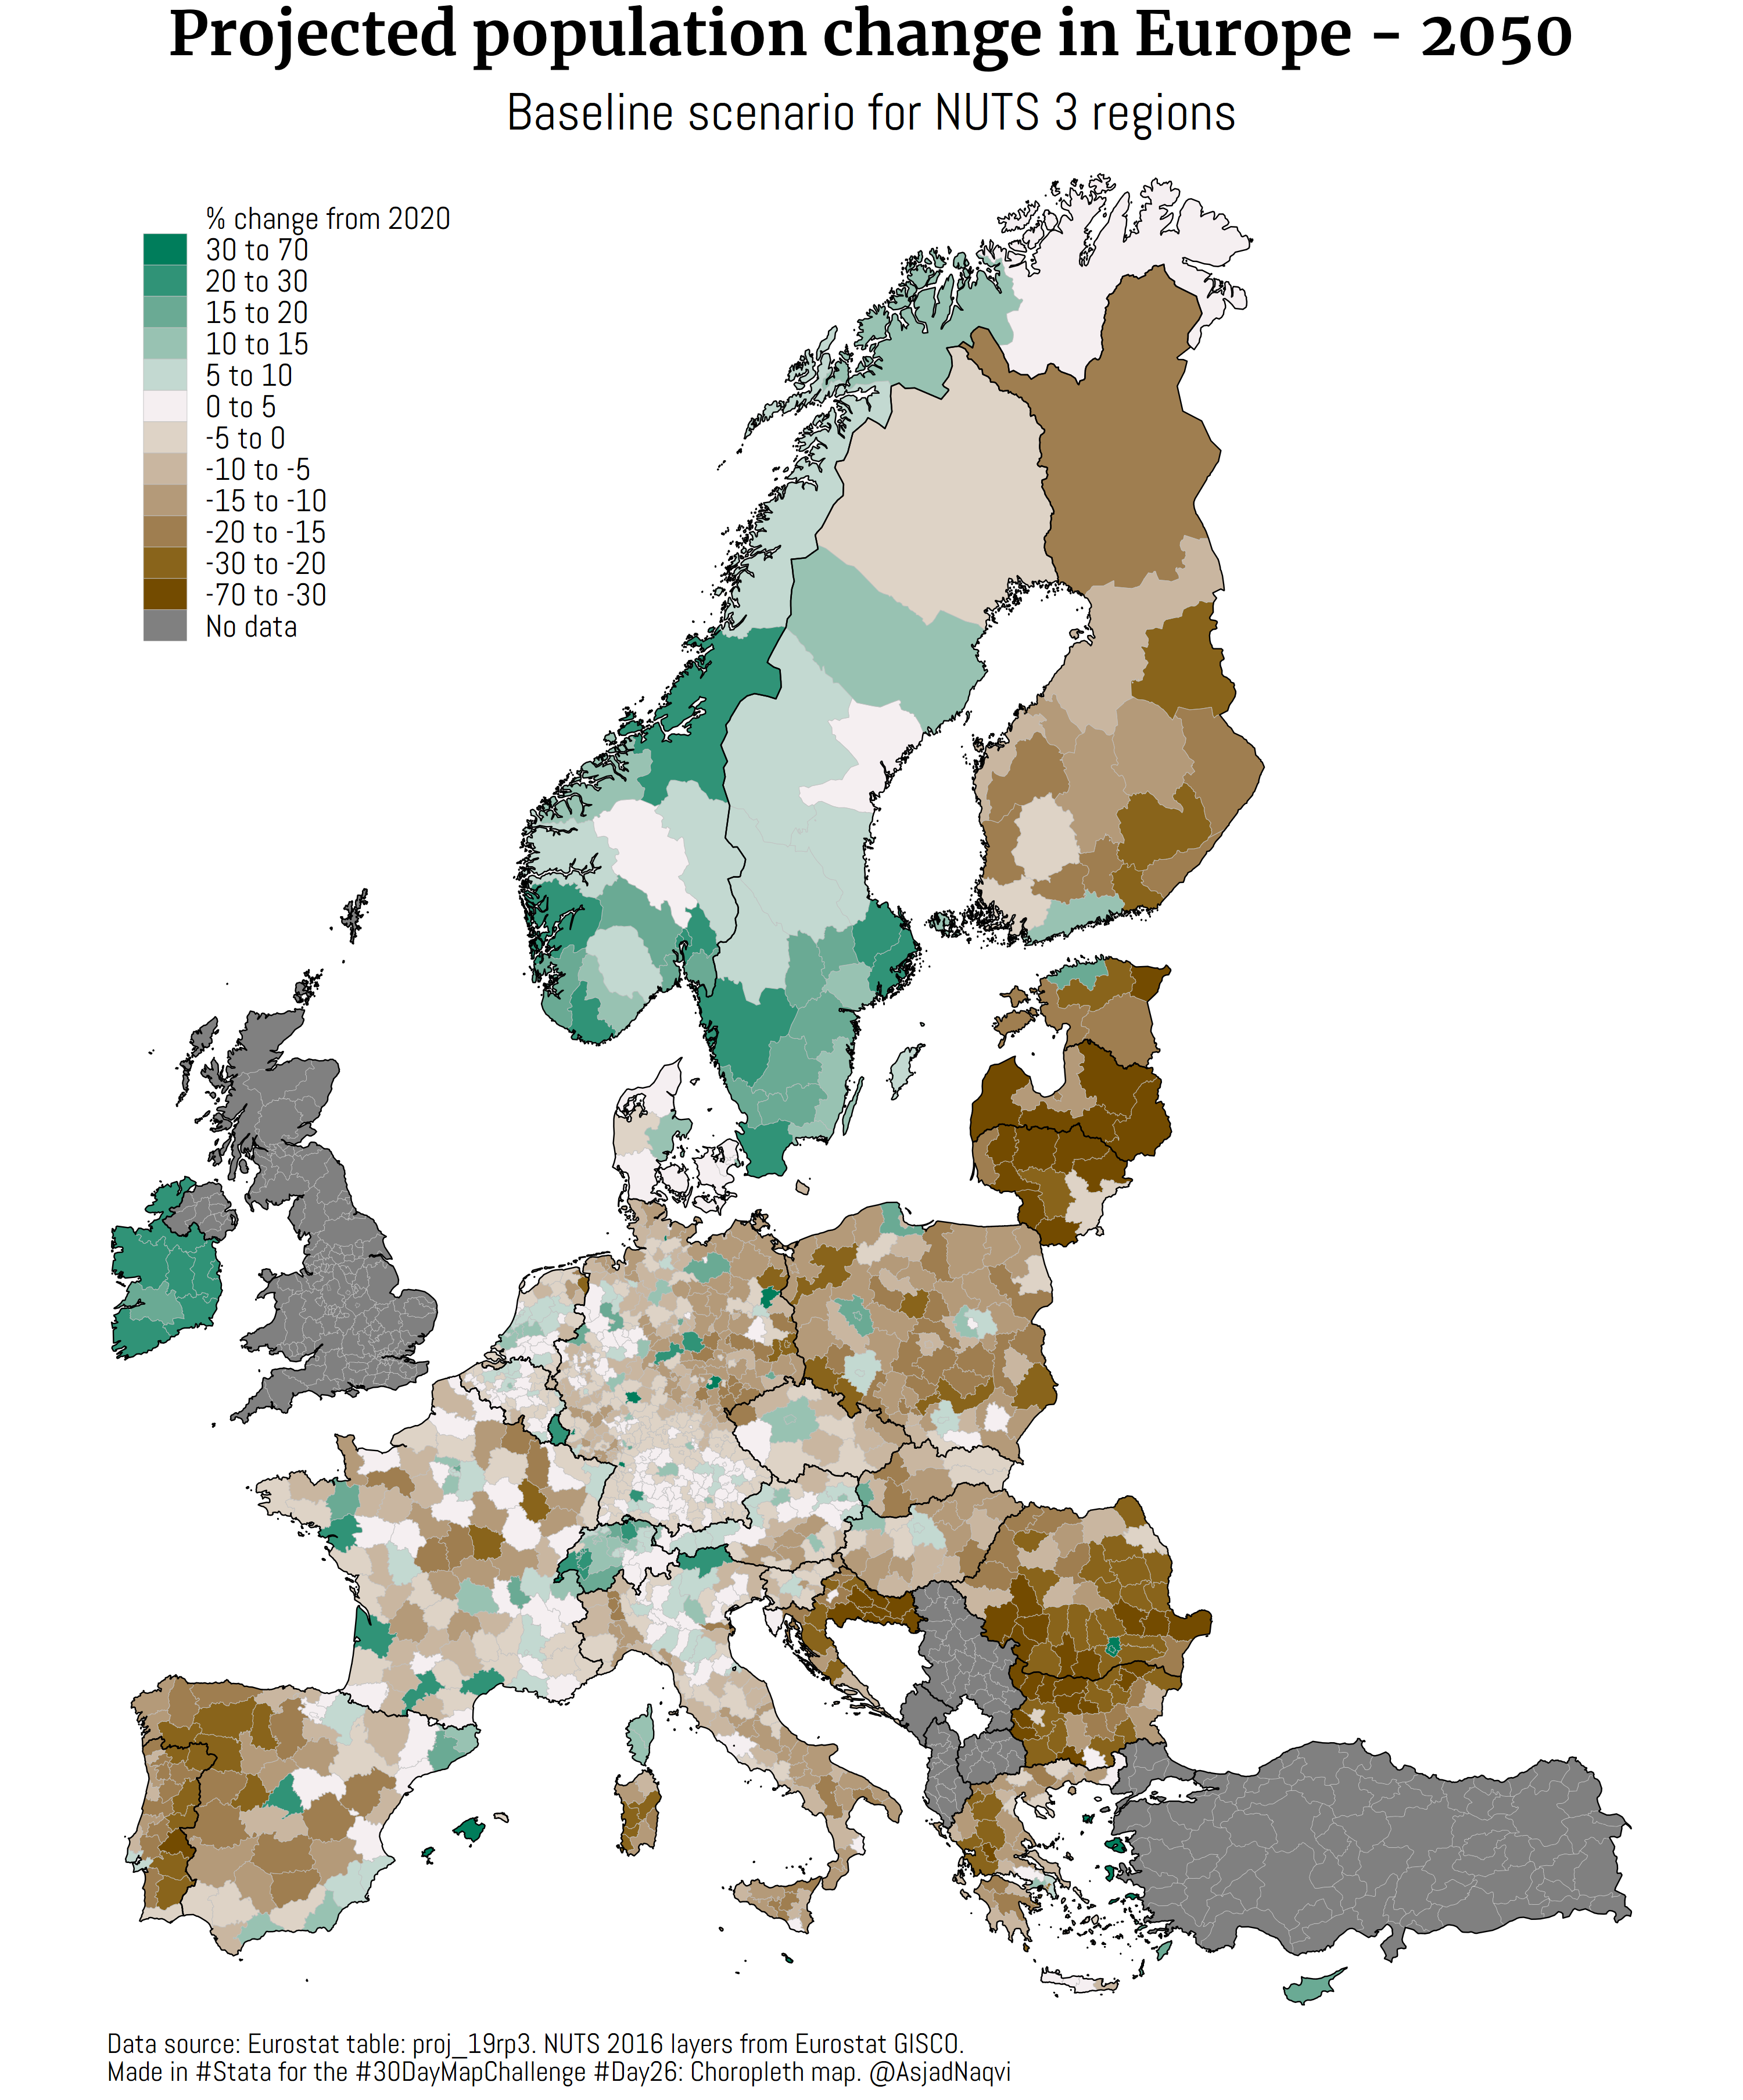 Projected population change in Europe - 2050
Baseline scenario for NUTS 3 regions
% change from 2020
30 to 70
20 to 30
15 to 20
10 to 15
5 to 10
0 to 5
-5 to 0
-10 to -5
-15 to -10
-20 to -15
-30 to -20
-70 to -30
No data
Data source: Eurostat table: proj_19rp3. NUTS 2016 layers from Eurostat GISCO.
Made in #Stata for the #30DayMapChallenge #Day26: Choropleth map. @AsjadNaqvi